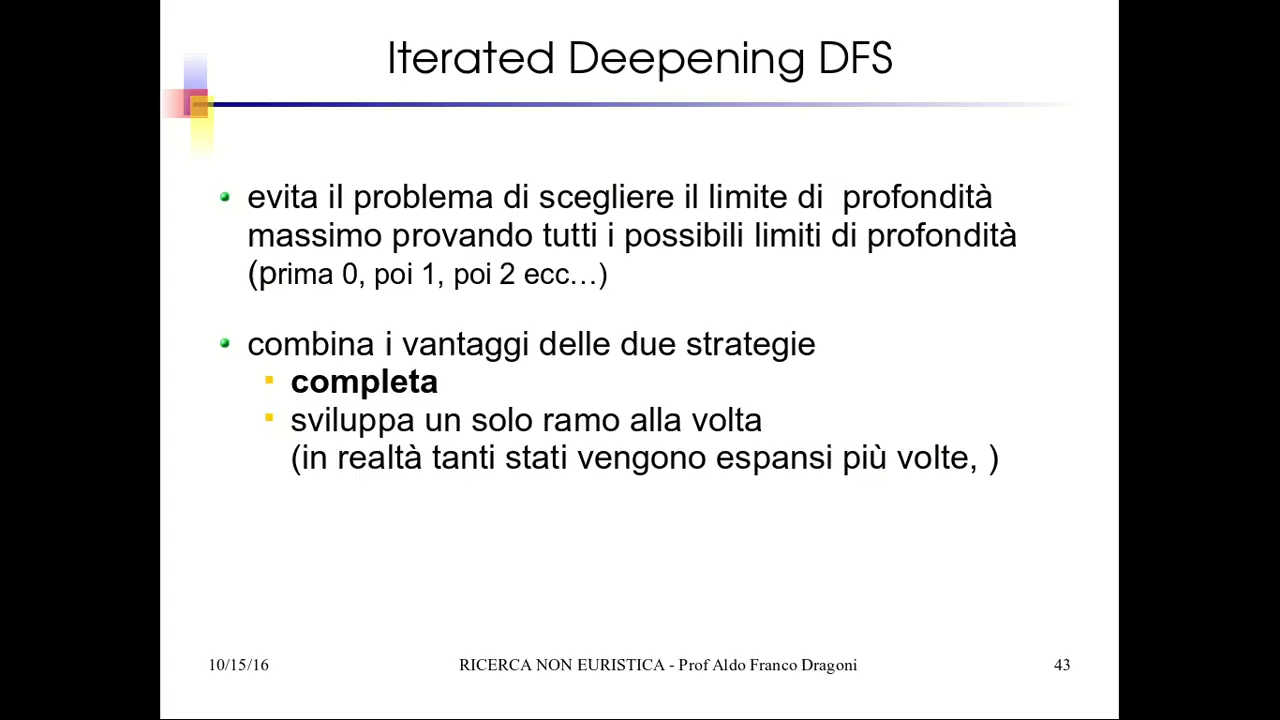 Iterated Deepening DFS
evita il problema di scegliere il limite di  profondità
massimo provando tutti i possibili limiti di profondità
(prima 0, poi 1, poi 2 ecc…)
combina i vantaggi delle due strategie
completa
sviluppa un solo ramo alla volta
(in realtà tanti stati vengono espansi più volte, )
10/15/16
RICERCA NON EURISTICA - Prof Aldo Franco Dragoni
43